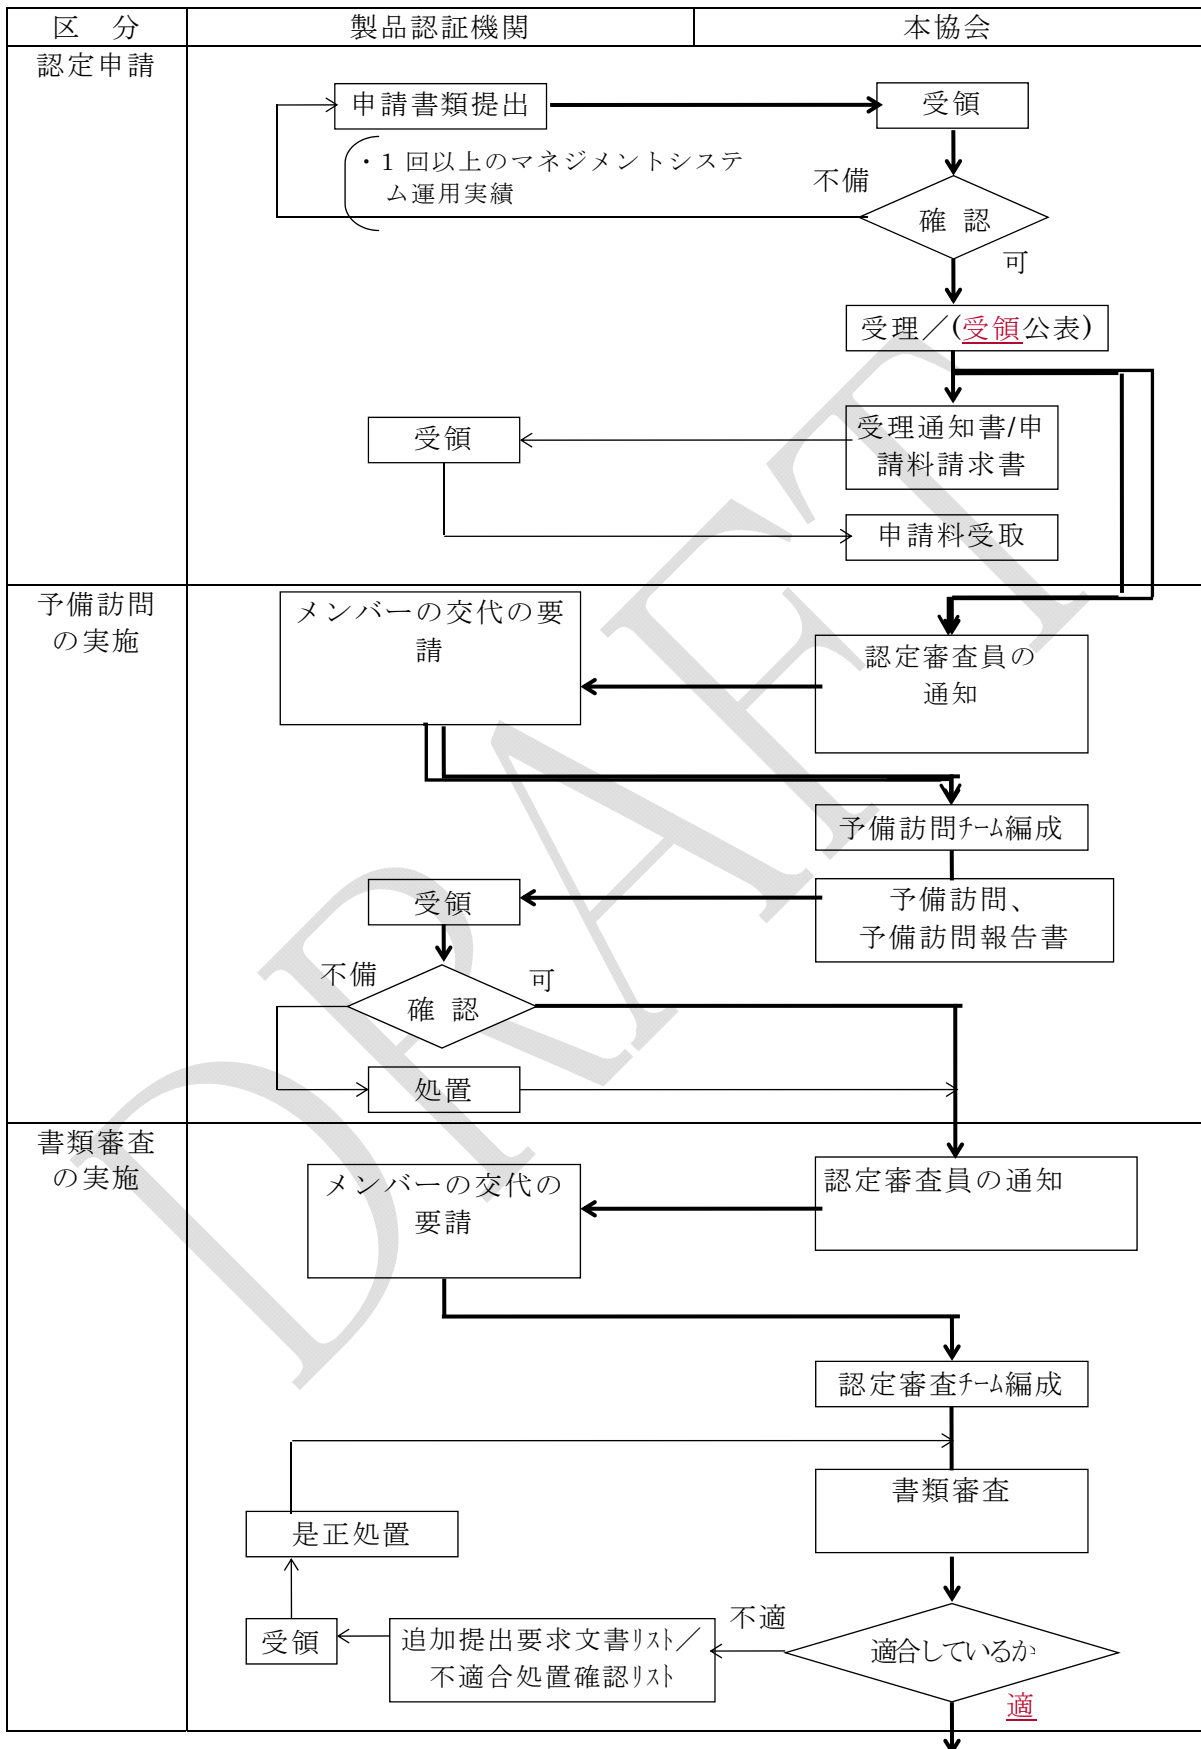 区　分
製品認証機関
本協会
認定申請
申請書類提出
受領
・1 回以上のマネジメントシステ
ム運用実績
不備
確 認
可
受理／(受領公表)
受領
受理通知書/申
請料請求書
申請料受取
予備訪問
の実施
メンバーの交代の要
請
認定審査員の
通知
予備訪問ﾁｰﾑ編成
受領
予備訪問、
予備訪問報告書
不備
可
確 認
処置
書類審査
の実施
メンバーの交代の
要請
認定審査員の通知
認定審査ﾁｰﾑ編成
書類審査
是正処置
不適
受領
追加提出要求文書ﾘｽﾄ／
不適合処置確認ﾘｽﾄ
適合しているか
適
DRAFT